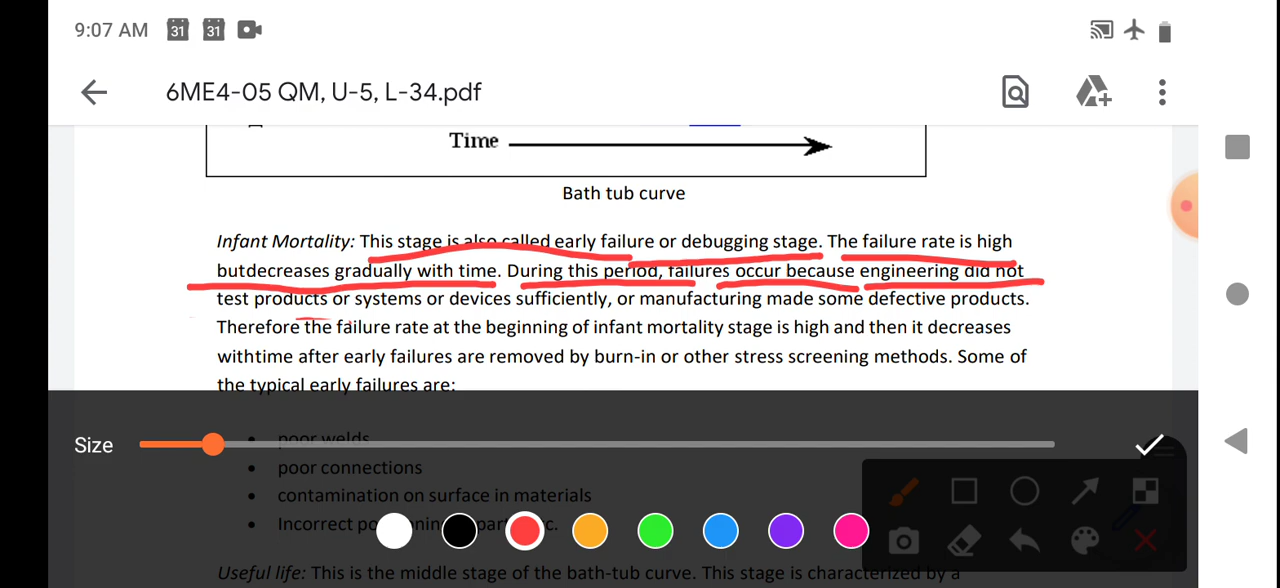 9:07 AM 31 31
6ME4-05 QM, U-5, L-34.pdf
Time
Bath tub curve
Infant Mortality: This stage is also called early failure or debugging stage. The failure rate is high
butdecreases gradually with time. During this period, failures occur because engineering did not
test products or systems or devices sufficiently, or manufacturing made some defective products.
Therefore the failure rate at the beginning of infant mortality stage is high and then it decreases
withtime after early failures are removed by burn-in or other stress screening methods. Some of
the typical early failures are:
Size
• poor welds
• poor connections
• contamination on surface in materials
• Incorrect
Useful life: This is the middle stage of the bath-tub curve. This stage is characterized by a